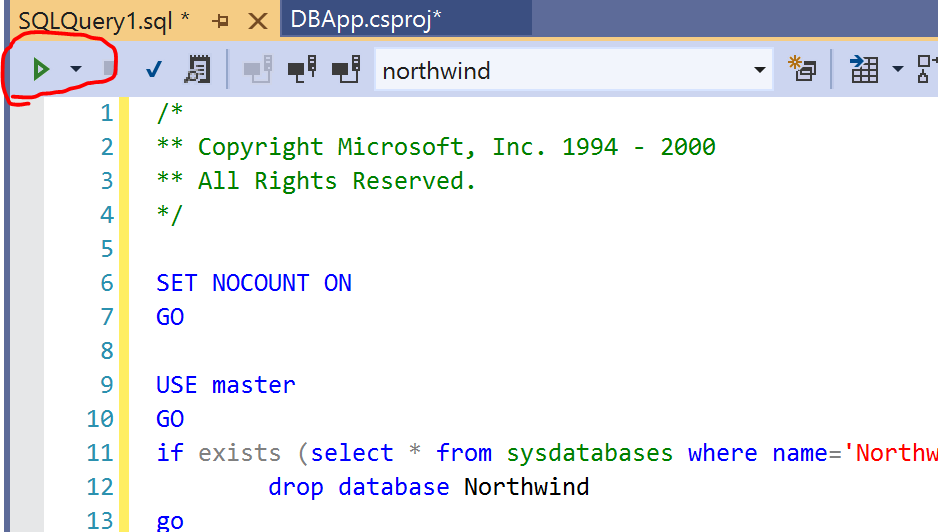 SQLQuery1.sql *
DBApp.csproj*
northwind
1 /*
2 ** Copyright Microsoft, Inc. 1994 - 2000
3 ** All Rights Reserved.
4 */
5
6 SET NOCOUNT ON
7 GO
8
9 USE master
10 GO
11 if exists (select * from sysdatabases where name='Northw
12 drop database Northwind
13 go